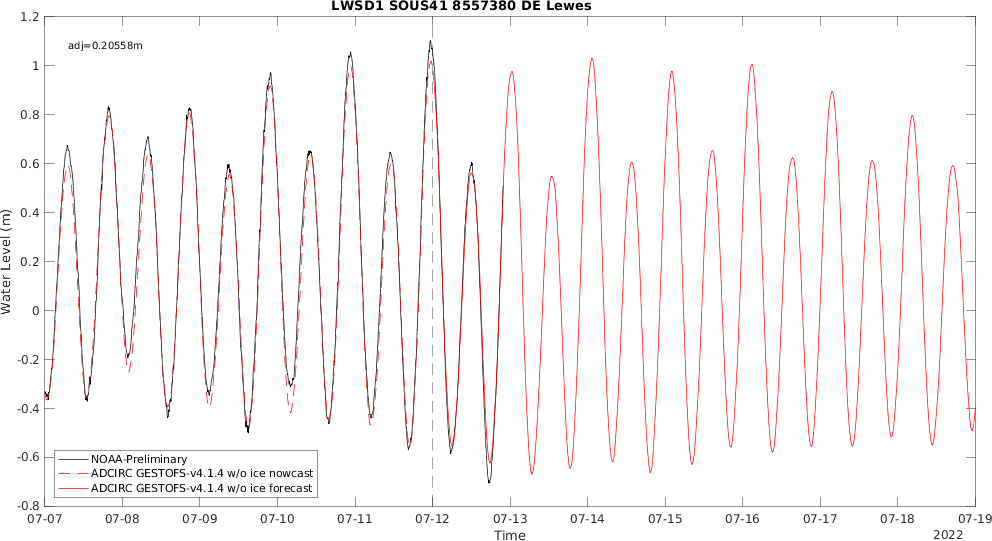 LWSD1 SOUS41 8557380 DE Lewes
adj=0.20558m
1.2
1
0.8
0.6
0.4
0.2
0
-0.2
-0.4
-0.6
-0.8
Water Level (m)
NOAA-Preliminary
ADCIRC GESTOFS-v4.1.4 w/o ice nowcast
ADCIRC GESTOFS-v4.1.4 w/o ice forecast
07-07 07-08 07-09 07-10 07-11 07-12 07-13 07-14 07-15 07-16 07-17 07-18 07-19
Time
2022